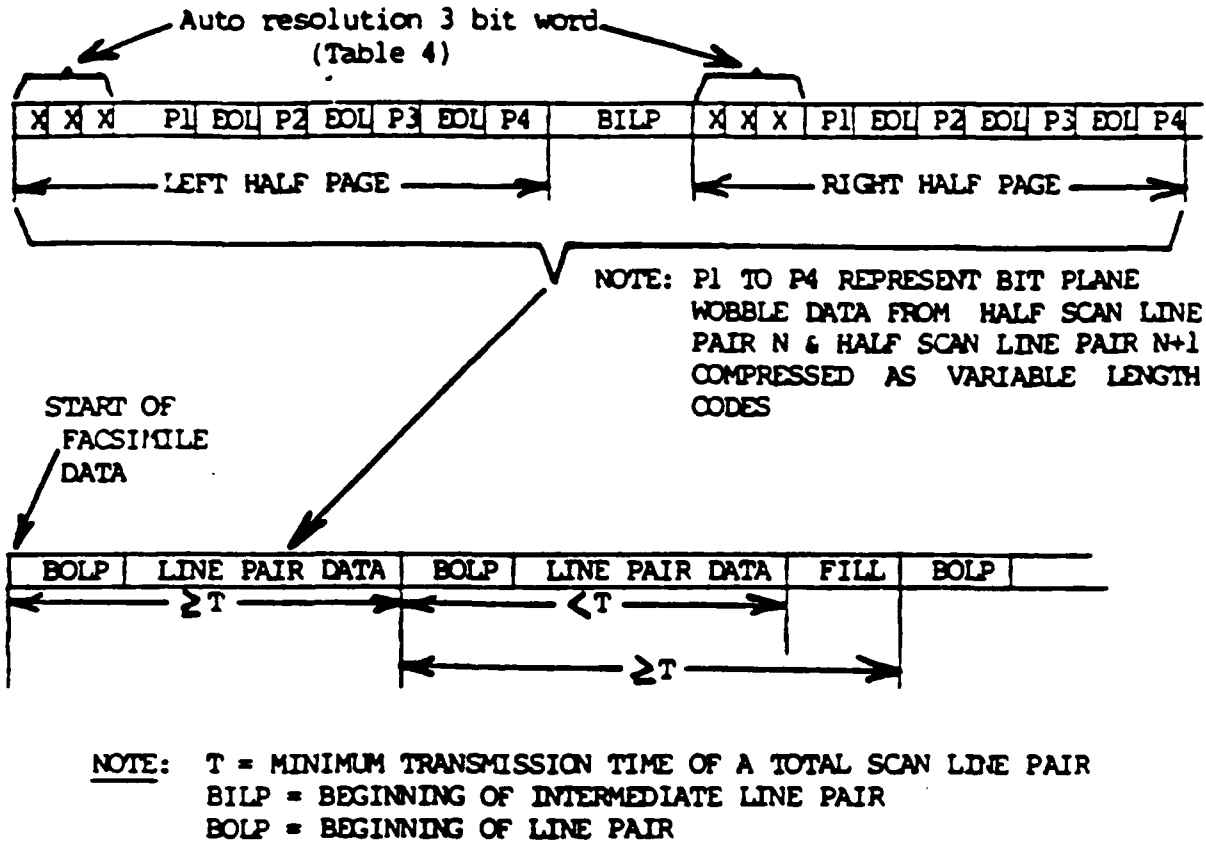 Auto resolution 3 bit word
(Table 4)
X X X P1 EOL P2 EOL P3 EOL P4 BILP X X X P1 EOL P2 EOL P3 EOL P4
LEFT HALF PAGE RIGHT HALF PAGE
NOTE: P1 TO P4 REPRESENT BIT PLANE
WOBBLE DATA FROM HALF SCAN LINE
PAIR N & HALF SCAN LINE PAIR N+1
COMPRESSED AS VARIABLE LENGTH
CODES
START OF
FACSIMILE
DATA
BOLP LINE PAIR DATA BOLP LINE PAIR DATA FILL BOLP
≥T <T
≥T
NOTE: T = MINIMUM TRANSMISSION TIME OF A TOTAL SCAN LINE PAIR
BILP = BEGINNING OF INTERMEDIATE LINE PAIR
BOLP = BEGINNING OF LINE PAIR